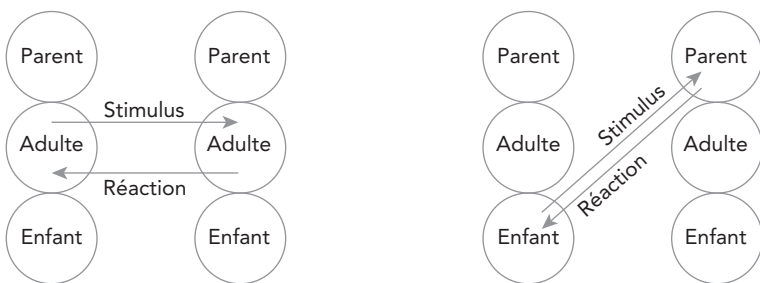 Parent Parent
Stimulus
Adulte Adulte
Réaction
Enfant Enfant
Parent Parent
Stimulus
Adulte Adulte
Réaction
Enfant Enfant